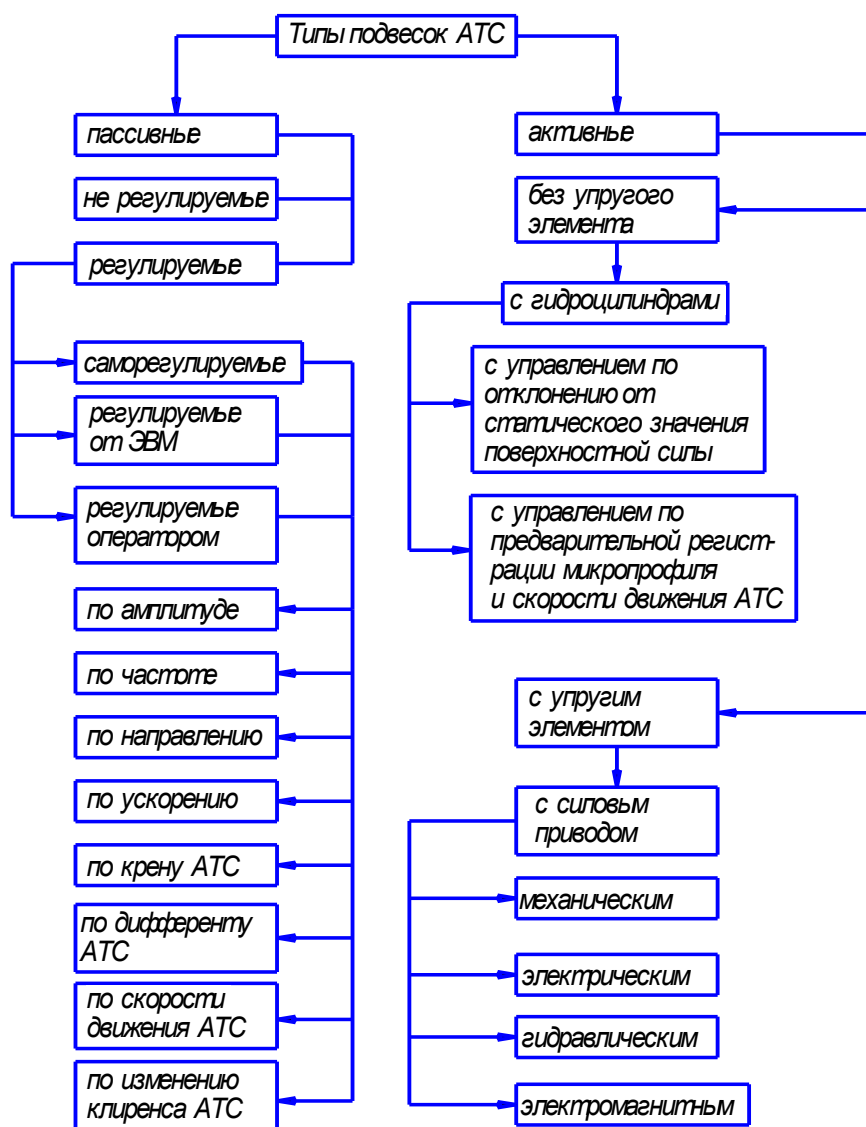 Типы подвесок АТС
пассивные
не регулируемые
регулируемые
саморегулируемые
регулируемые
от ЭВМ
регулируемые
оператором
по амплитуде
по частоте
по направлению
по ускорению
по крену АТС
по дифференту
АТС
по скорости
движения АТС
по изменению
клиренса АТС
активные
без упругого
элемента
с гидроцилиндрами
с управлением по
отклонению от
статического значения
поверхностной силы
с управлением по
предварительной регист-
рации микропрофиля
и скорости движения АТС
с упругим
элементом
с силовым
приводом
механическим
электрическим
гидравлическим
электромагнитным